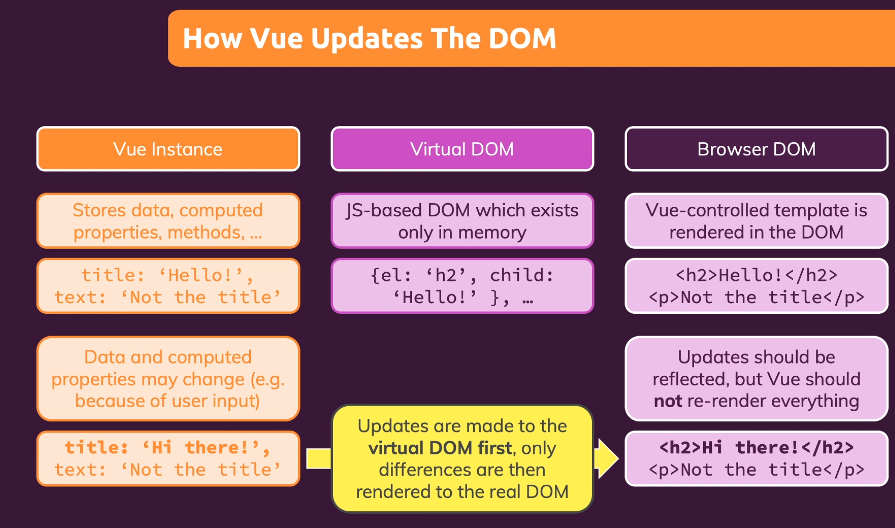 How Vue Updates The DOM
Vue Instance
Stores data, computed
properties, methods, …
title: ‘Hello!’,
text: ‘Not the title’
Data and computed
properties may change (e.g.
because of user input)
title: ‘Hi there!’,
text: ‘Not the title’
Virtual DOM
JS-based DOM which exists
only in memory
{el: ‘h2’, child:
‘Hello!’ }, …
Updates are made to the
virtual DOM first, only
differences are then
rendered to the real DOM
Browser DOM
Vue-controlled template is
rendered in the DOM
<h2>Hello!</h2>
<p>Not the title</p>
Updates should be
reflected, but Vue should
not re-render everything
<h2>Hi there!</h2>
<p>Not the title</p>